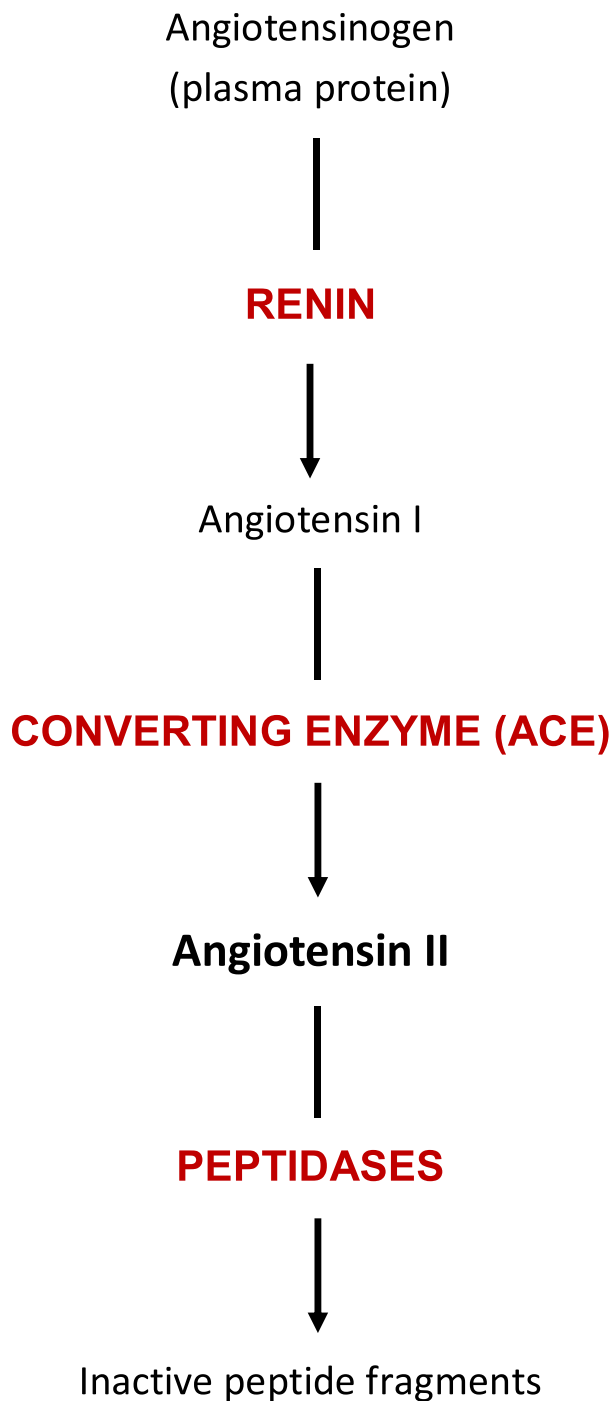 Angiotensinogen
(plasma protein)
RENIN
Angiotensin I
CONVERTING ENZYME (ACE)
Angiotensin II
PEPTIDASES
Inactive peptide fragments